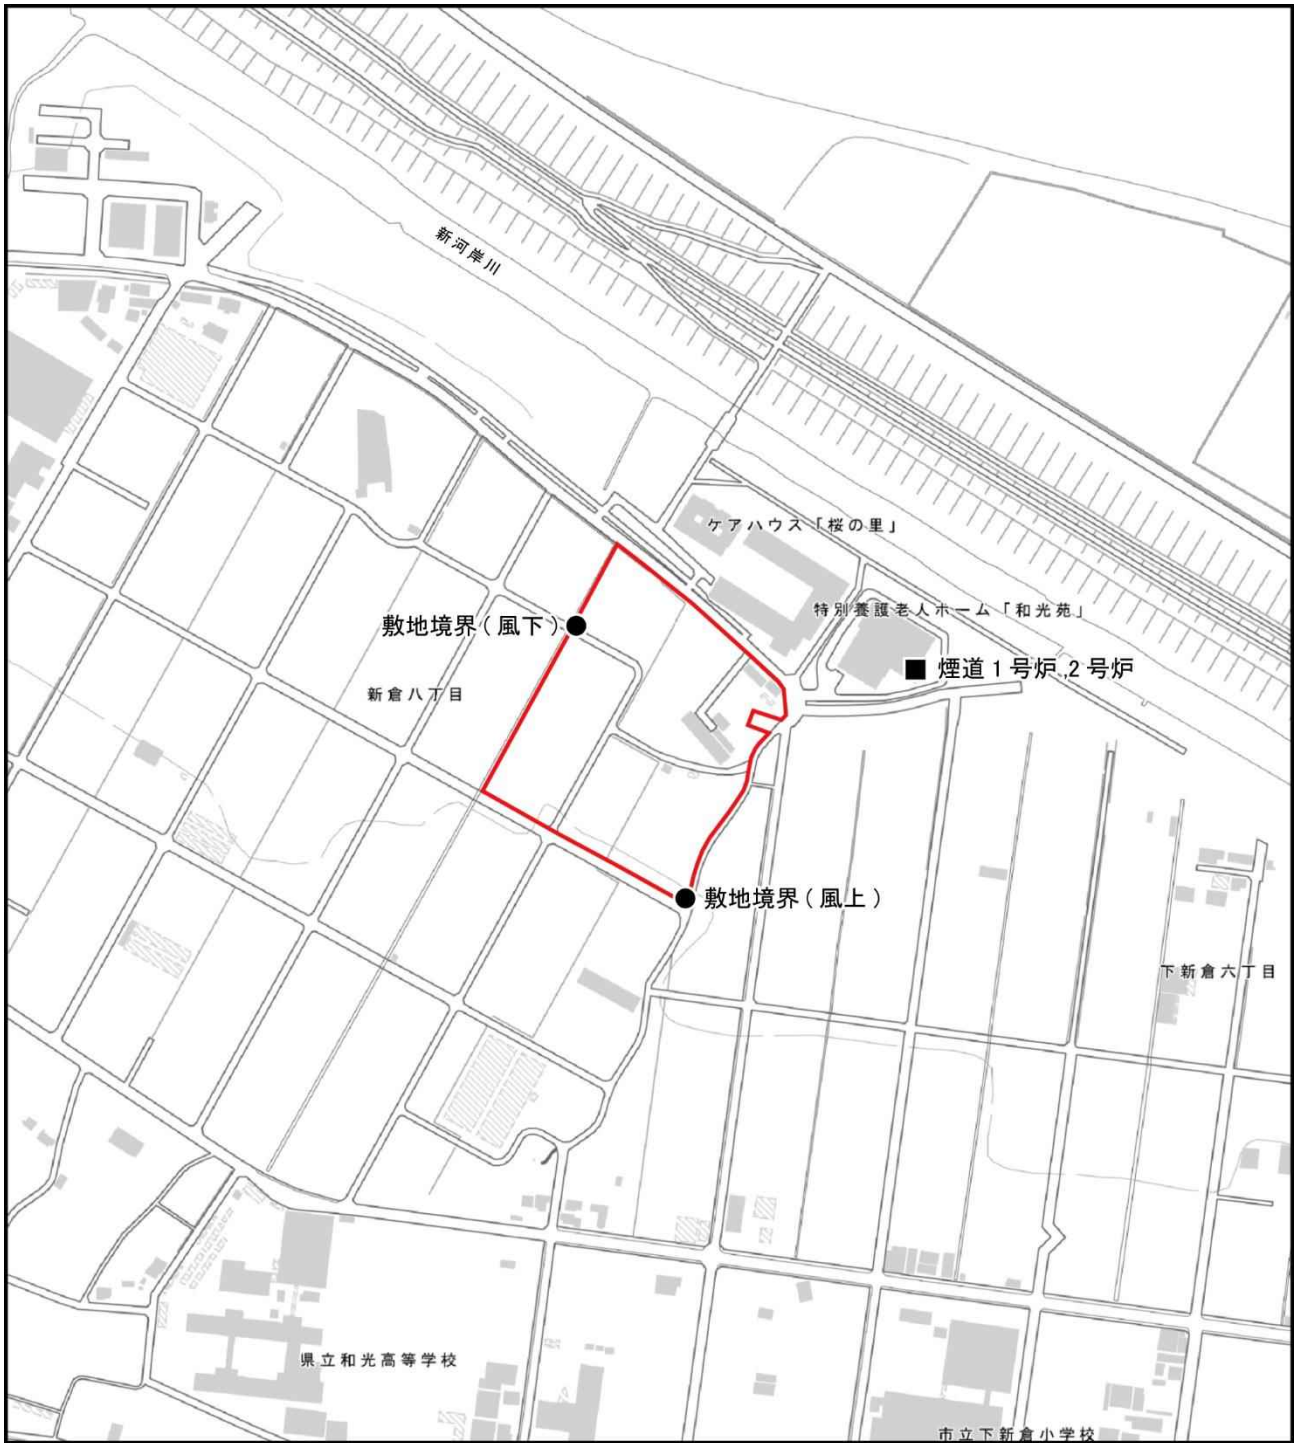 新河岸川
ケアハウス「桜の里」
特別養護老人ホーム「和光苑」
敷地境界(風下)
煙道1号炉,2号炉
新倉八丁目
敷地境界(風上)
下新倉六丁目
県立和光高等学校
市立下新倉小学校